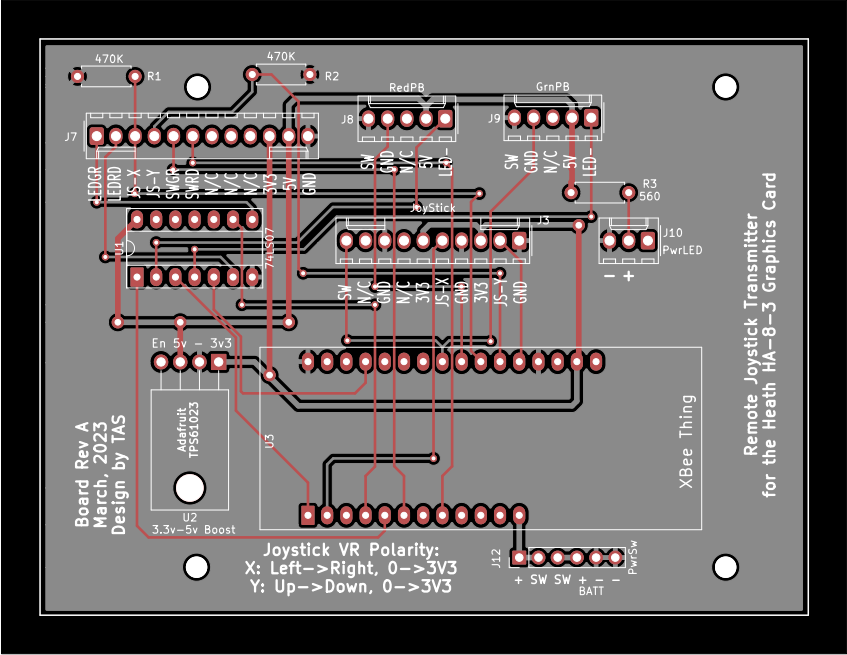 470K
R1
470K
R2
RedPB
J8
GrnPB
J9
J7
LEDGR
LEDRD
JS-X
JS-Y
SWGR
SWRD
N/C
N/C
N/C
3V3
5V
GND
SW
GND
N/C
5V
LED-
SW
GND
N/C
5V
LED-
R3
560
JoyStick
J3
J10
PwrLED
- +
U1
74LS07
SW
N/C
GND
N/C
3V3
JS-X
GND
3V3
JS-Y
GND
En 5v - 3v3
Adafruit
TPS61023
U2
3.3v-5v Boost
U3
XBee Thing
Board Rev A
March, 2023
Design by TAS
Remote Joystick Transmitter
for the Heath HA-8-3 Graphics Card
Joystick VR Polarity:
X: Left->Right, 0->3V3
Y: Up->Down, 0->3V3
J12
PwrSw
+ SW SW + - -
BATT